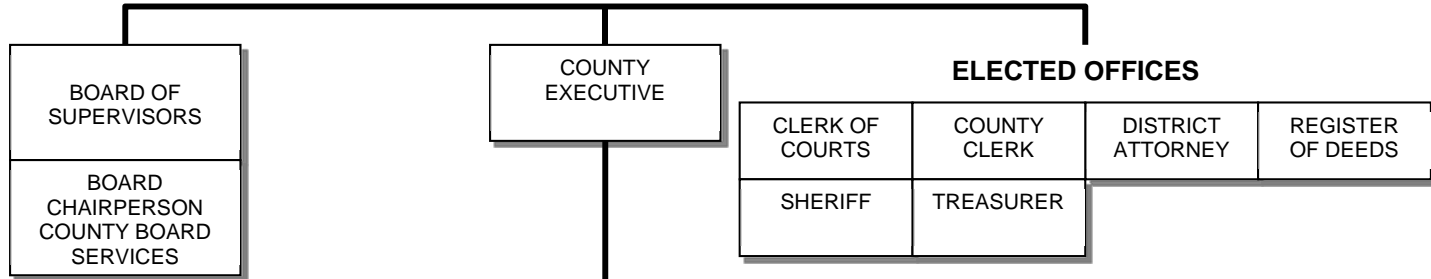 BOARD OF
SUPERVISORS
BOARD
CHAIRPERSON
COUNTY BOARD
SERVICES
COUNTY
EXECUTIVE
ELECTED OFFICES
CLERK OF
COURTS
COUNTY
CLERK
DISTRICT
ATTORNEY
REGISTER
OF DEEDS
SHERIFF
TREASURER